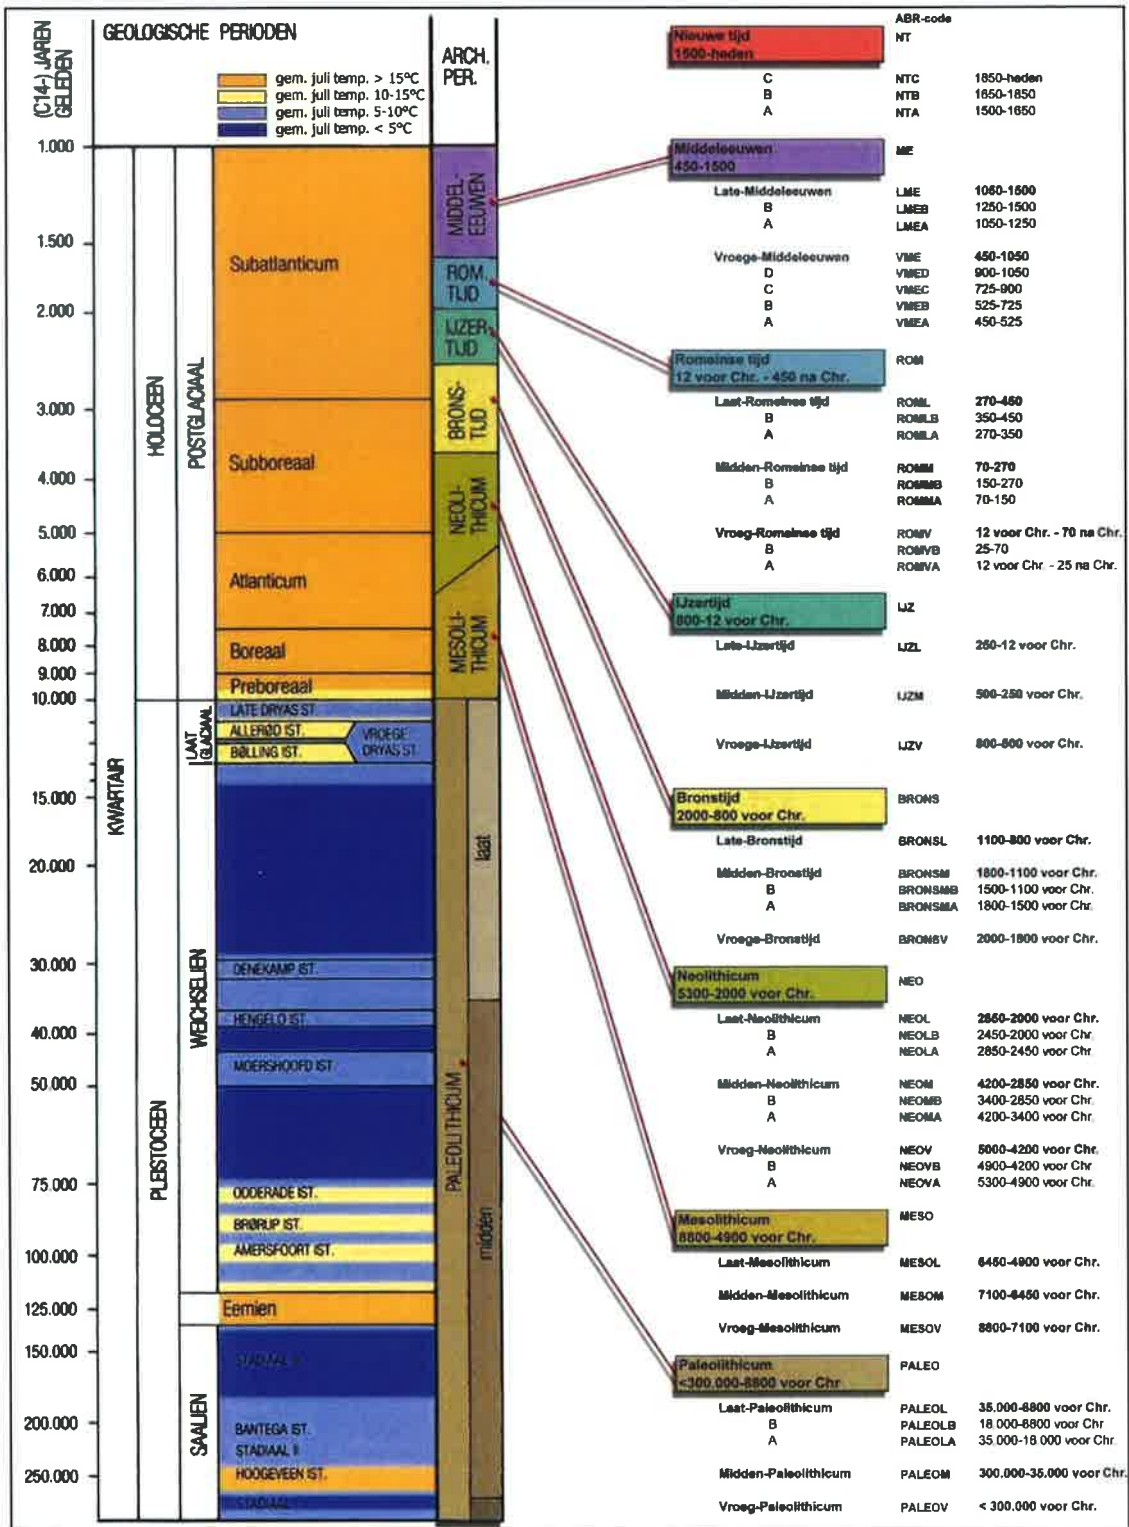 (C14-) JAREN
GELEDEN
GEOLOGISCHE PERIODEN
gem. juli temp. > 15°C
gem. juli temp. 10-15°C
gem. juli temp. 5-10°C
gem. juli temp. < 5°C
ARCH.
PER.
1.000
1.500
2.000
3.000
4.000
5.000
6.000
7.000
8.000
9.000
10.000
15.000
20.000
30.000
40.000
50.000
75.000
100.000
125.000
150.000
200.000
250.000
KWARTAIR
HOLOCEEN
PLEISTOCEEN
POSTGLACIAAL
LAAT
GLACIAAL
WEICHSELIEN
SAALIEN
Subatlanticum
Subboreaal
Atlanticum
Boreaal
Preboreaal
LATE DRYAS ST.
ALLERØD IST.
VROEGE
DRYAS ST.
BØLLING IST.
DENEKAMP IST.
HENGELO IST.
MOERSHOOFD IST.
ODDERADE IST.
BRØRUP IST.
AMERSFOORT IST.
Eemien
STADIAAL III
BANTEGA IST.
STADIAAL II
HOOGEVEEN IST.
STADIAAL I
MIDDEL-
EEUWEN
ROM.
TIJD
IJZER
TIJD
BRONS-
TIJD
NEOLI-
THICUM
MESOLI-
THICUM
PALEOLITHICUM
laat
midden
ABR-code
Nieuwe tijd NT
1500-heden
C NTC 1850-heden
B NTB 1650-1850
A NTA 1500-1650
Middeleeuwen ME
450-1500
Late-Middeleeuwen LME 1050-1500
B LMEB 1250-1500
A LMEA 1050-1250
Vroege-Middeleeuwen VME 450-1050
D VMED 900-1050
C VMEC 725-900
B VMEB 525-725
A VMEA 450-525
Romeinse tijd ROM
12 voor Chr. - 450 na Chr.
Laat-Romeinse tijd ROML 270-450
B ROMLB 350-450
A ROMLA 270-350
Midden-Romeinse tijd ROMM 70-270
B ROMMB 150-270
A ROMMA 70-150
Vroeg-Romeinse tijd ROMV 12 voor Chr. - 70 na Chr.
B ROMVB 25-70
A ROMVA 12 voor Chr. - 25 na Chr.
IJzertijd IJZ
800-12 voor Chr.
Late-IJzertijd IJZL 250-12 voor Chr.
Midden-IJzertijd IJZM 500-250 voor Chr.
Vroege-IJzertijd IJZV 800-500 voor Chr.
Bronstijd BRONS
2000-800 voor Chr.
Late-Bronstijd BRONSL 1100-800 voor Chr.
Midden-Bronstijd BRONSM 1800-1100 voor Chr.
B BRONSMB 1500-1100 voor Chr.
A BRONSMA 1800-1500 voor Chr.
Vroege-Bronstijd BRONSV 2000-1800 voor Chr.
Neolithicum NEO
5300-2000 voor Chr.
Laat-Neolithicum NEOL 2850-2000 voor Chr.
B NEOLB 2450-2000 voor Chr.
A NEOLA 2850-2450 voor Chr.
Midden-Neolithicum NEOM 4200-2850 voor Chr.
B NEOMB 3400-2850 voor Chr.
A NEOMA 4200-3400 voor Chr.
Vroeg-Neolithicum NEOV 5000-4200 voor Chr.
B NEOVB 4900-4200 voor Chr.
A NEOVA 5300-4900 voor Chr.
Mesolithicum MESO
8800-4900 voor Chr.
Laat-Mesolithicum MESOL 6450-4900 voor Chr.
Midden-Mesolithicum MESOM 7100-6450 voor Chr.
Vroeg-Mesolithicum MESOV 8800-7100 voor Chr.
Paleolithicum PALEO
<300.000-8800 voor Chr
Laat-Paleolithicum PALEOL 35.000-8800 voor Chr.
B PALEOLB 18.000-8800 voor Chr
A PALEOLA 35.000-18.000 voor Chr.
Midden-Paleolithicum PALEOM 300.000-35.000 voor Chr.
Vroeg-Paleolithicum PALEOV < 300.000 voor Chr.